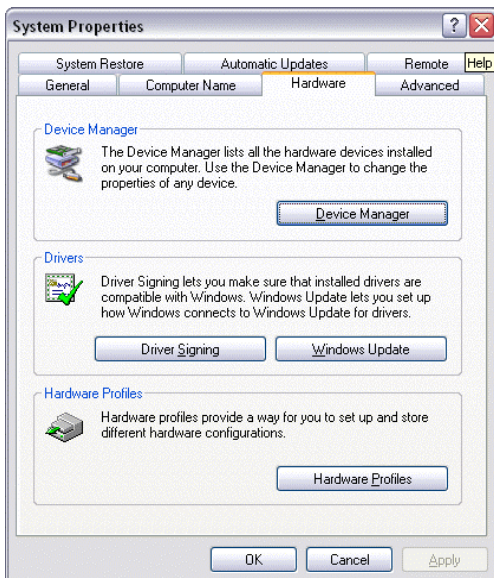 System Properties
?
X
System Restore
Automatic Updates
Remote
Help
General
Computer Name
Hardware
Advanced
Device Manager
The Device Manager lists all the hardware devices installed
on your computer. Use the Device Manager to change the
properties of any device.
Device Manager
Drivers
Driver Signing lets you make sure that installed drivers are
compatible with Windows. Windows Update lets you set up
how Windows connects to Windows Update for drivers.
Driver Signing
Windows Update
Hardware Profiles
Hardware profiles provide a way for you to set up and store
different hardware configurations.
Hardware Profiles
OK
Cancel
Apply